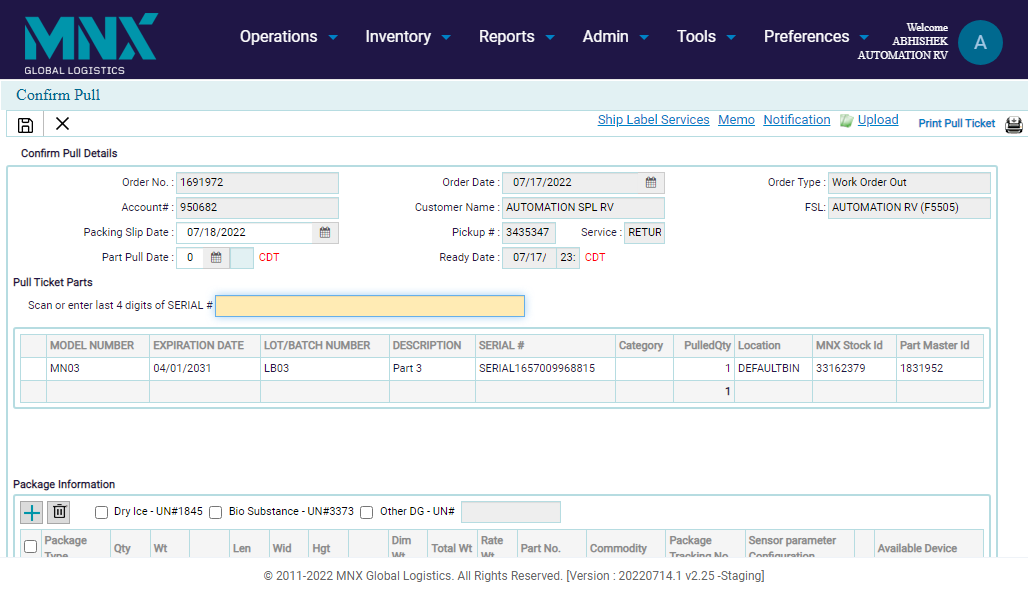 MNX
GLOBAL LOGISTICS
Operations Inventory Reports Admin Tools Preferences
Welcome
ABHISHEK
AUTOMATION RV
A
Confirm Pull
Ship Label Services Memo Notification Upload Print Pull Ticket
Confirm Pull Details
Order No. : 1691972 Order Date : 07/17/2022 Order Type : Work Order Out
Account# : 950682 Customer Name : AUTOMATION SPL RV FSL: AUTOMATION RV (F5505)
Packing Slip Date : 07/18/2022 Pickup # : 3435347 Service : RETUR
Part Pull Date : 0 CDT Ready Date : 07/17/ 23: CDT
Pull Ticket Parts
Scan or enter last 4 digits of SERIAL #
MODEL NUMBER EXPIRATION DATE LOT/BATCH NUMBER DESCRIPTION SERIAL # Category PulledQty Location MNX Stock Id Part Master Id
MN03 04/01/2031 LB03 Part 3 SERIAL1657009968815 1 DEFAULTBIN 33162379 1831952
1
Package Information
Dry Ice - UN#1845 Bio Substance - UN#3373 Other DG - UN#
Package Type Qty Wt Len Wid Hgt Dim Wt Total Wt Rate Wt Part No. Commodity Package Tracking No Sensor parameter Configuration Available Device
© 2011-2022 MNX Global Logistics. All Rights Reserved. [Version : 20220714.1 v2.25 -Staging]